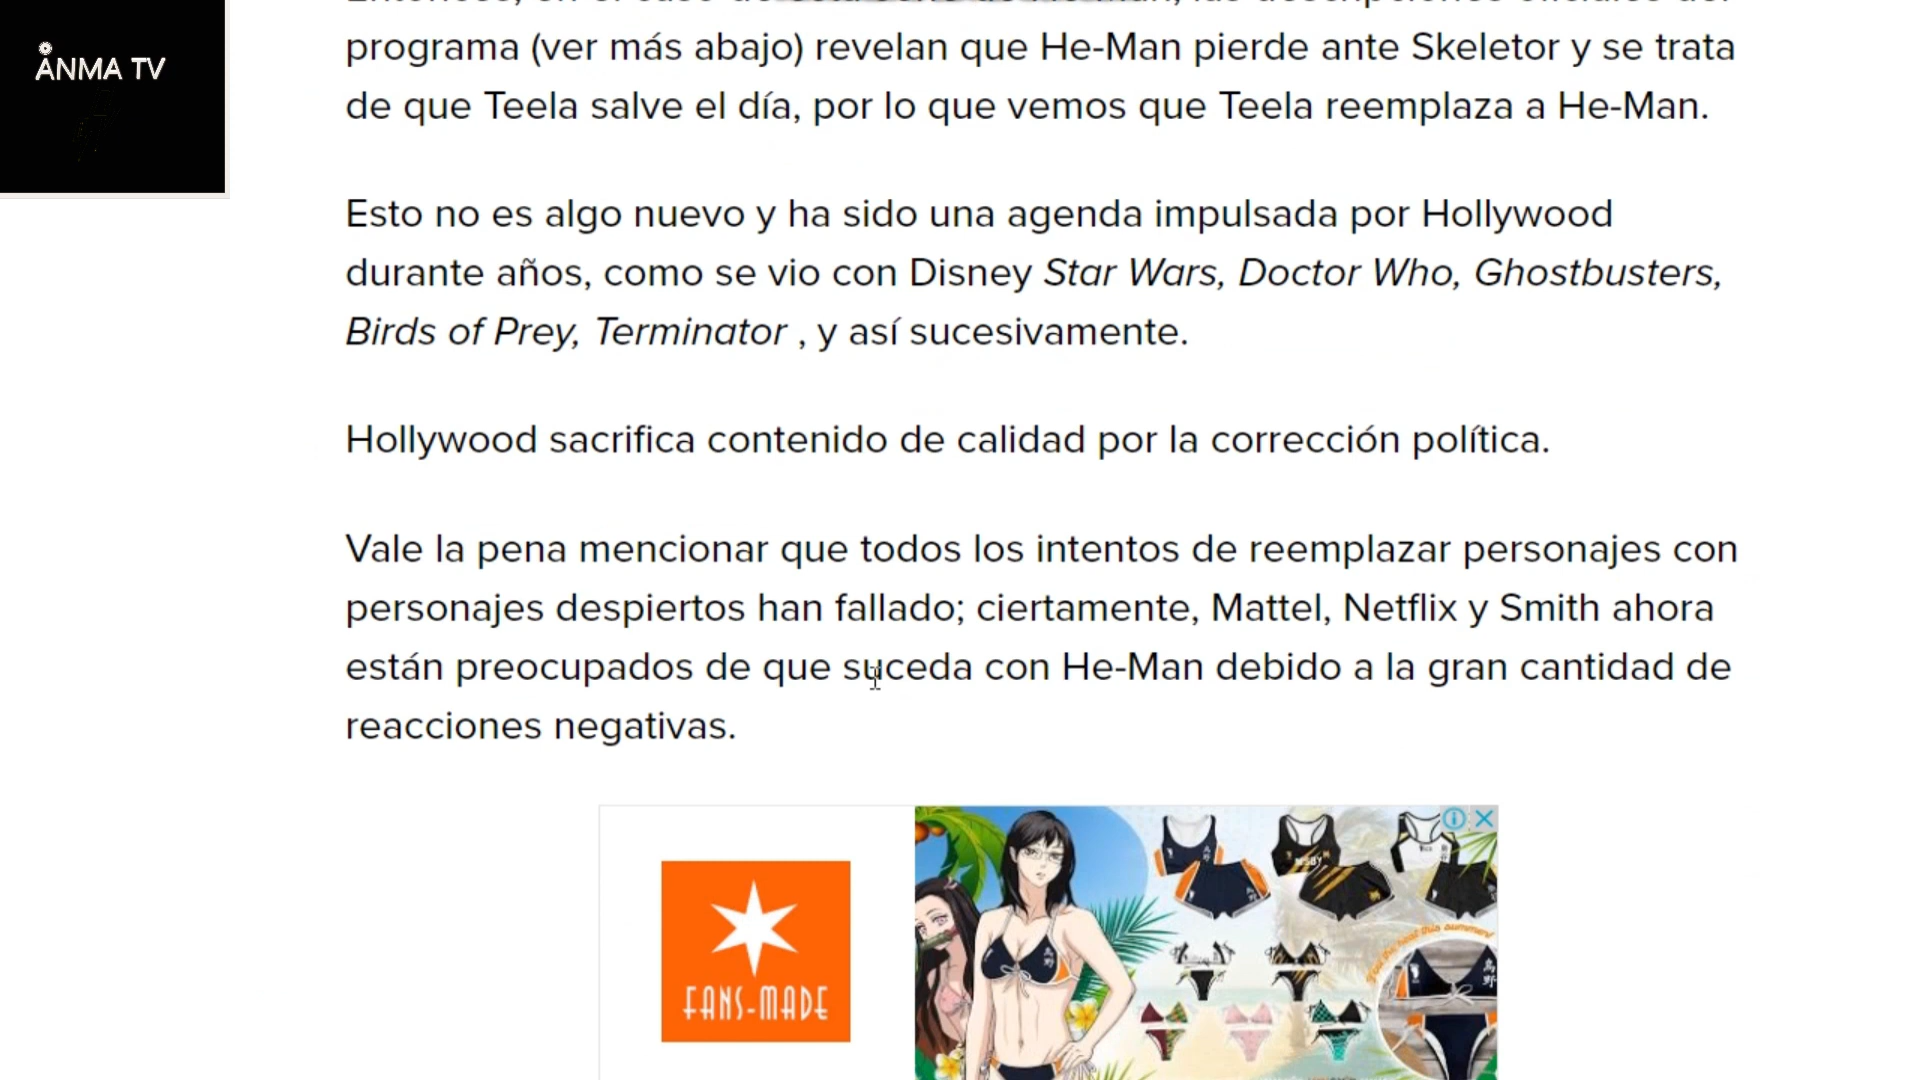 ANMA TV
programa (ver más abajo) revelan que He-Man pierde ante Skeletor y se trata
de que Teela salve el día, por lo que vemos que Teela reemplaza a He-Man.
Esto no es algo nuevo y ha sido una agenda impulsada por Hollywood
durante años, como se vio con Disney Star Wars, Doctor Who, Ghostbusters,
Birds of Prey, Terminator , y así sucesivamente.
Hollywood sacrifica contenido de calidad por la corrección política.
Vale la pena mencionar que todos los intentos de reemplazar personajes con
personajes despiertos han fallado; ciertamente, Mattel, Netflix y Smith ahora
están preocupados de que suceda con He-Man debido a la gran cantidad de
reacciones negativas.
FANS-MADE